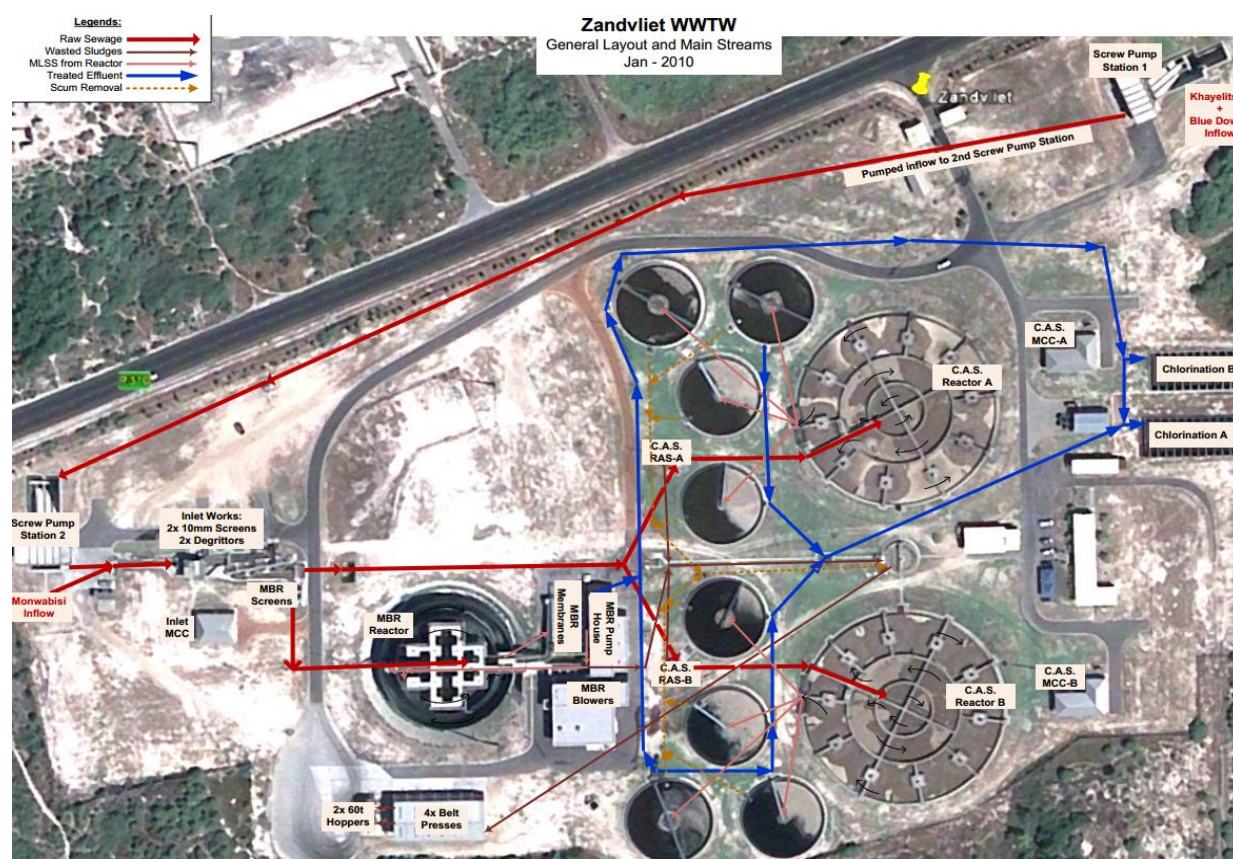 Legends:
Raw Sewage
Wasted Sludges
MLSS from Reactor
Treated Effluent
Scum Removal
Zandvliet WWTW
General Layout and Main Streams
Jan - 2010
Screw Pump
Station 1
Zandvliet
Khayelits
+
Blue Dow
Inflow
Pumped inflow to 2nd Screw Pump Station
C.A.S.
MCC-A
C.A.S.
Reactor A
Chlorination B
Chlorination A
C.A.S.
RAS-A
Screw Pump
Station 2
Inlet Works:
2x 10mm Screens
2x Degrittors
Monwabisi
Inflow
MBR
Screens
Inlet
MCC
MBR
Reactor
MBR
Membranes
MBR Pump
House
MBR
Blowers
C.A.S.
RAS-B
C.A.S.
Reactor B
C.A.S.
MCC-B
2x 60t
Hoppers
4x Belt
Presses